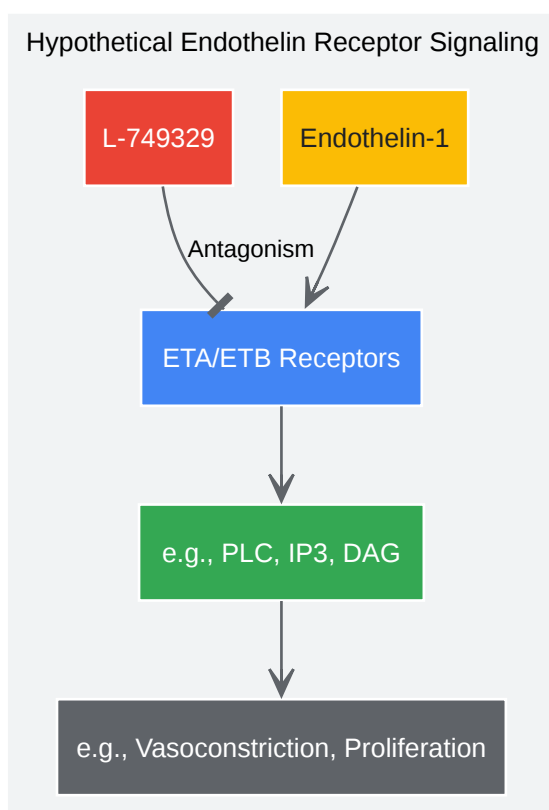 Hypothetical Endothelin Receptor Signaling
L-749329
Endothelin-1
Antagonism
ETA/ETB Receptors
e.g., PLC, IP3, DAG
e.g., Vasoconstriction, Proliferation